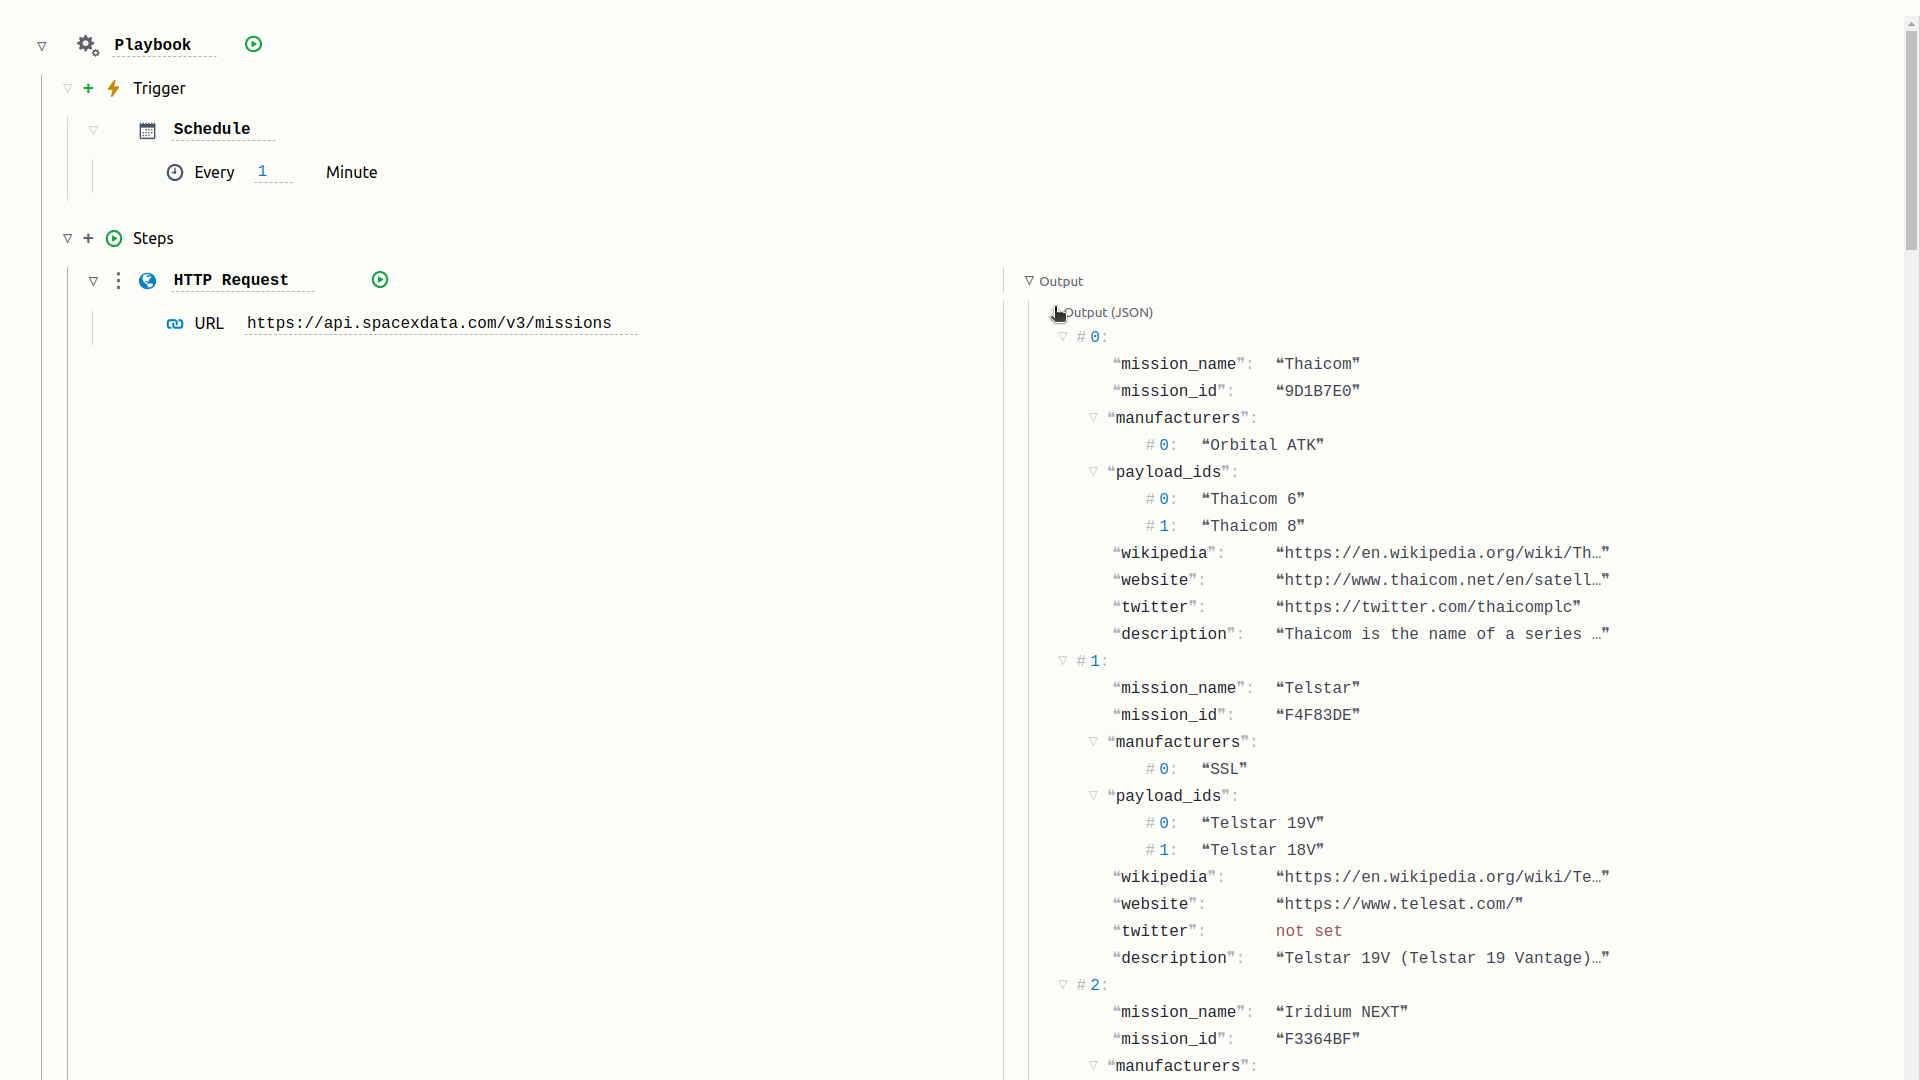 Playbook
Trigger
Schedule
Every 1 Minute
Steps
HTTP Request
URL https://api.spacexdata.com/v3/missions
Output
Output (JSON)
# 0:
“mission_name”: “Thaicom”
“mission_id”: “9D1B7E0”
“manufacturers”:
# 0: “Orbital ATK”
“payload_ids”:
# 0: “Thaicom 6”
# 1: “Thaicom 8”
“wikipedia”: “https://en.wikipedia.org/wiki/Th…”
“website”: “http://www.thaicom.net/en/satell…”
“twitter”: “https://twitter.com/thaicomplc”
“description”: “Thaicom is the name of a series …”
# 1:
“mission_name”: “Telstar”
“mission_id”: “F4F83DE”
“manufacturers”:
# 0: “SSL”
“payload_ids”:
# 0: “Telstar 19V”
# 1: “Telstar 18V”
“wikipedia”: “https://en.wikipedia.org/wiki/Te…”
“website”: “https://www.telesat.com/”
“twitter”: not set
“description”: “Telstar 19V (Telstar 19 Vantage)…”
# 2:
“mission_name”: “Iridium NEXT”
“mission_id”: “F3364BF”
“manufacturers”: